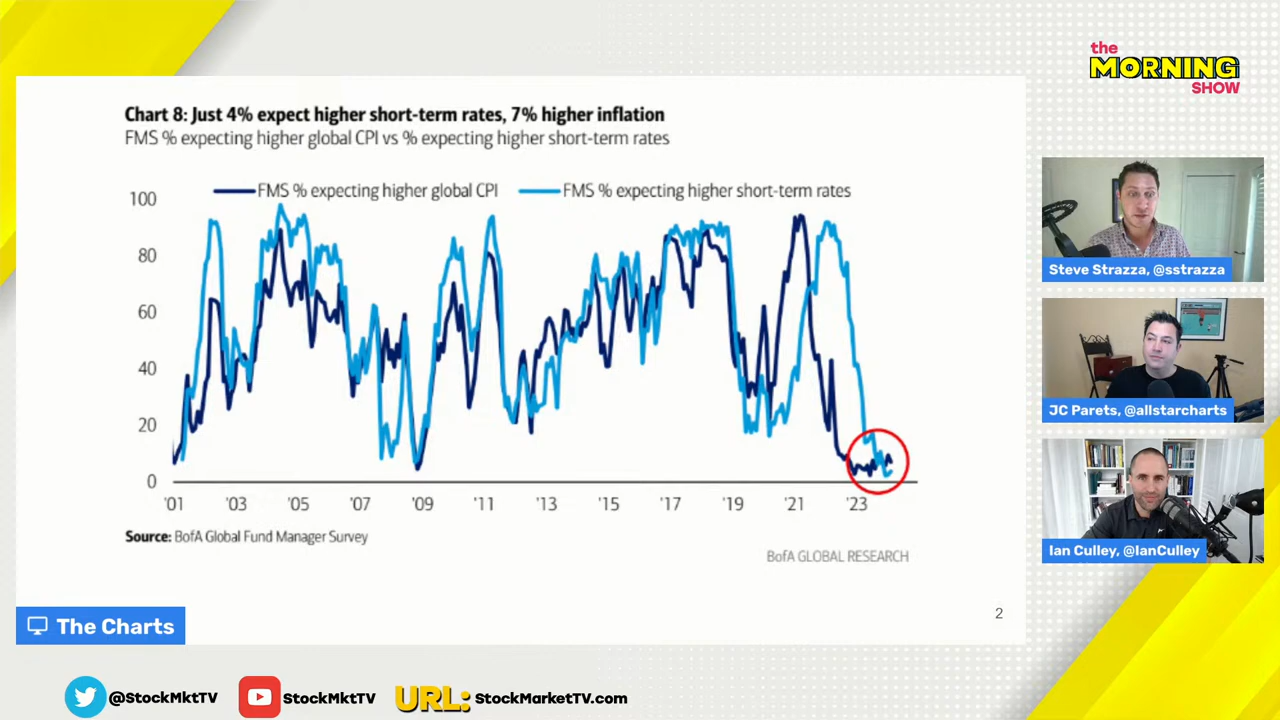 the
MORNING
SHOW
Chart 8: Just 4% expect higher short-term rates, 7% higher inflation
FMS % expecting higher global CPI vs % expecting higher short-term rates
FMS % expecting higher global CPI
FMS % expecting higher short-term rates
100
80
60
40
20
0
'01 '03 '05 '07 '09 '11 '13 '15 '17 '19 '21 '23
Source: BofA Global Fund Manager Survey
BofA GLOBAL RESEARCH
2
The Charts
Steve Strazza, @sstrazza
JC Parets, @allstarcharts
Ian Culley, @IanCulley
@StockMktTV
StockMktTV
URL: StockMarketTV.com